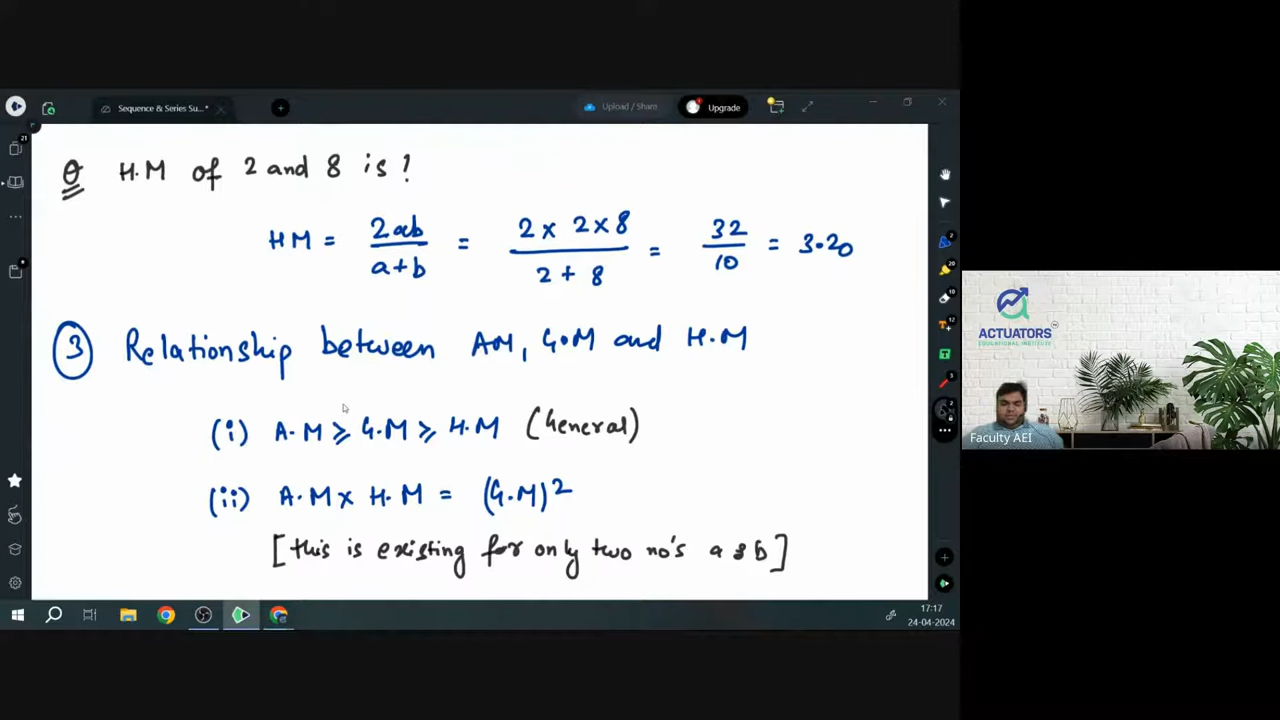 Sequence & Series Su... *
Upload / Share
Upgrade
Q H.M of 2 and 8 is?
HM = 2ab / a+b = 2 x 2 x 8 / 2 + 8 = 32 / 10 = 3.20
3 Relationship between AM, G.M and H.M
(i) A.M ≥ G.M ≥ H.M (General)
(ii) A.M x H.M = (G.M)²
[this is existing for only two no's a & b]
ACTUATORS
EDUCATIONAL INSTITUTE
Faculty AEI
17:17
24-04-2024